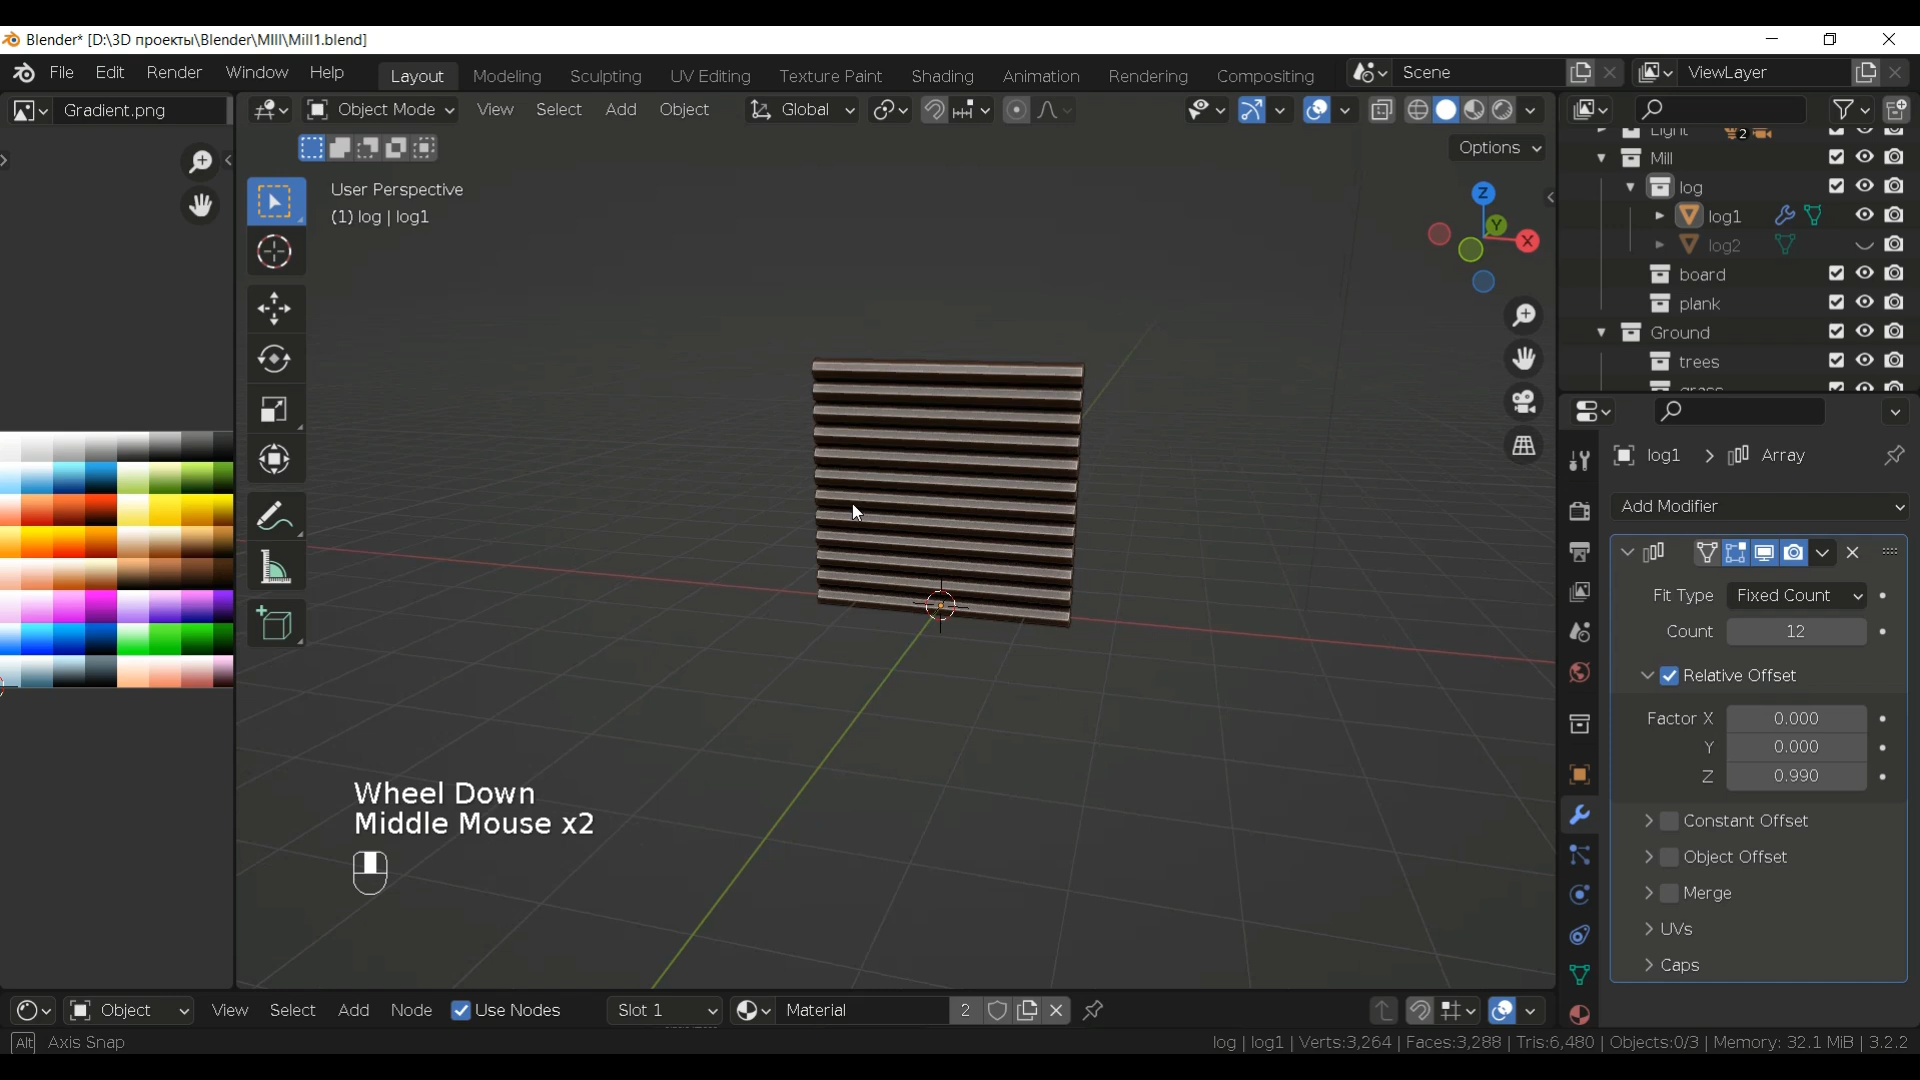 Blender* [D:\3D проекты\Blender\MIll\Mill1.blend]
File Edit Render Window Help Layout Modeling Sculpting UV Editing Texture Paint Shading Animation Rendering Compositing Scene ViewLayer
Gradient.png Object Mode View Select Add Object Global
Options
User Perspective
(1) log | log1
Light 2
Mill
log
log1
log2
board
plank
Ground
trees
grass
log1 > Array
Add Modifier
Fit Type Fixed Count
Count 12
Relative Offset
Factor X 0.000
Y 0.000
Z 0.990
Constant Offset
Object Offset
Merge
UVs
Caps
Z
Y
X
Wheel Down
Middle Mouse x2
Object View Select Add Node Use Nodes Slot 1 Material 2
Alt Axis Snap
log | log1 | Verts:3,264 | Faces:3,288 | Tris:6,480 | Objects:0/3 | Memory: 32.1 MiB | 3.2.2